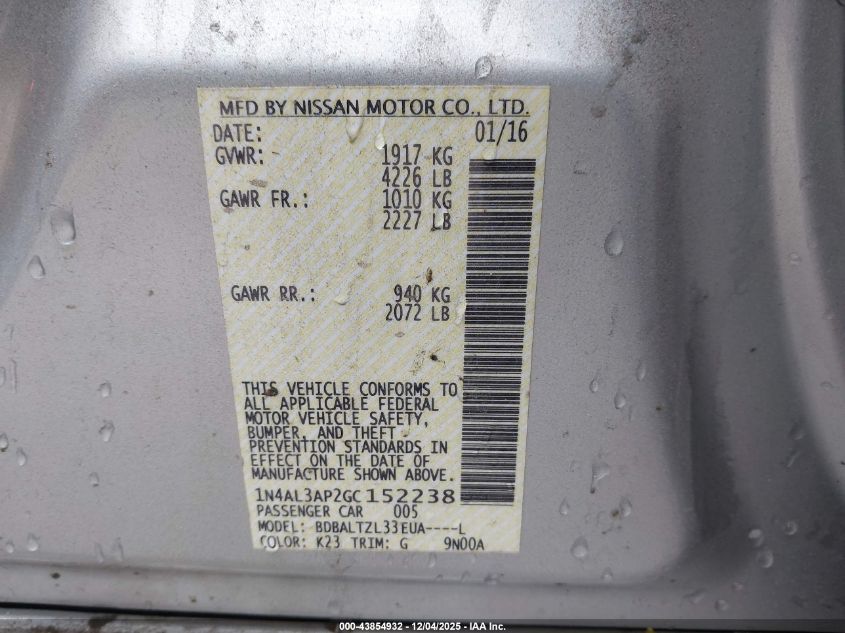 MFD BY NISSAN MOTOR CO., LTD.
DATE: 01/16
GVWR: 1917 KG
4226 LB
GAWR FR.: 1010 KG
2227 LB
GAWR RR.: 940 KG
2072 LB
THIS VEHICLE CONFORMS TO
ALL APPLICABLE FEDERAL
MOTOR VEHICLE SAFETY,
BUMPER, AND THEFT
PREVENTION STANDARDS IN
EFFECT ON THE DATE OF
MANUFACTURE SHOWN ABOVE.
1N4AL3AP2GC152238
PASSENGER CAR 005
MODEL: BDBALTZL33EUA----L
COLOR: K23 TRIM: G 9N00A
000-43854932 - 12/04/2025 - IAA Inc.